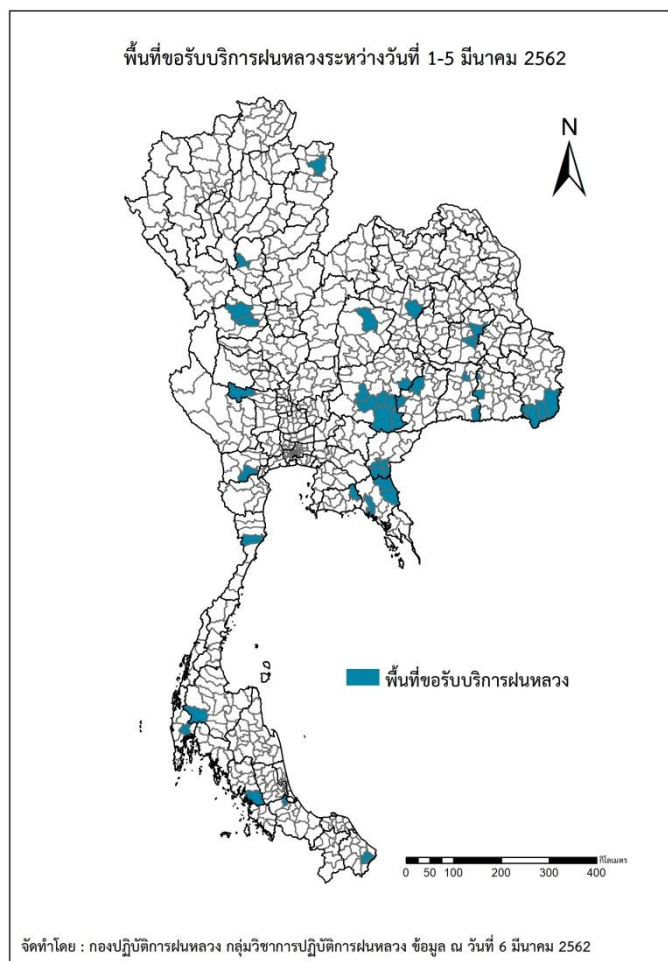 พื้นที่ขอรับบริการฝนหลวงระหว่างวันที่ 1-5 มีนาคม 2562
N
พื้นที่ขอรับบริการฝนหลวง
กิโลเมตร
0 50 100 200 300 400
จัดทำโดย : กองปฏิบัติการฝนหลวง กลุ่มวิชาการปฏิบัติการฝนหลวง ข้อมูล ณ วันที่ 6 มีนาคม 2562